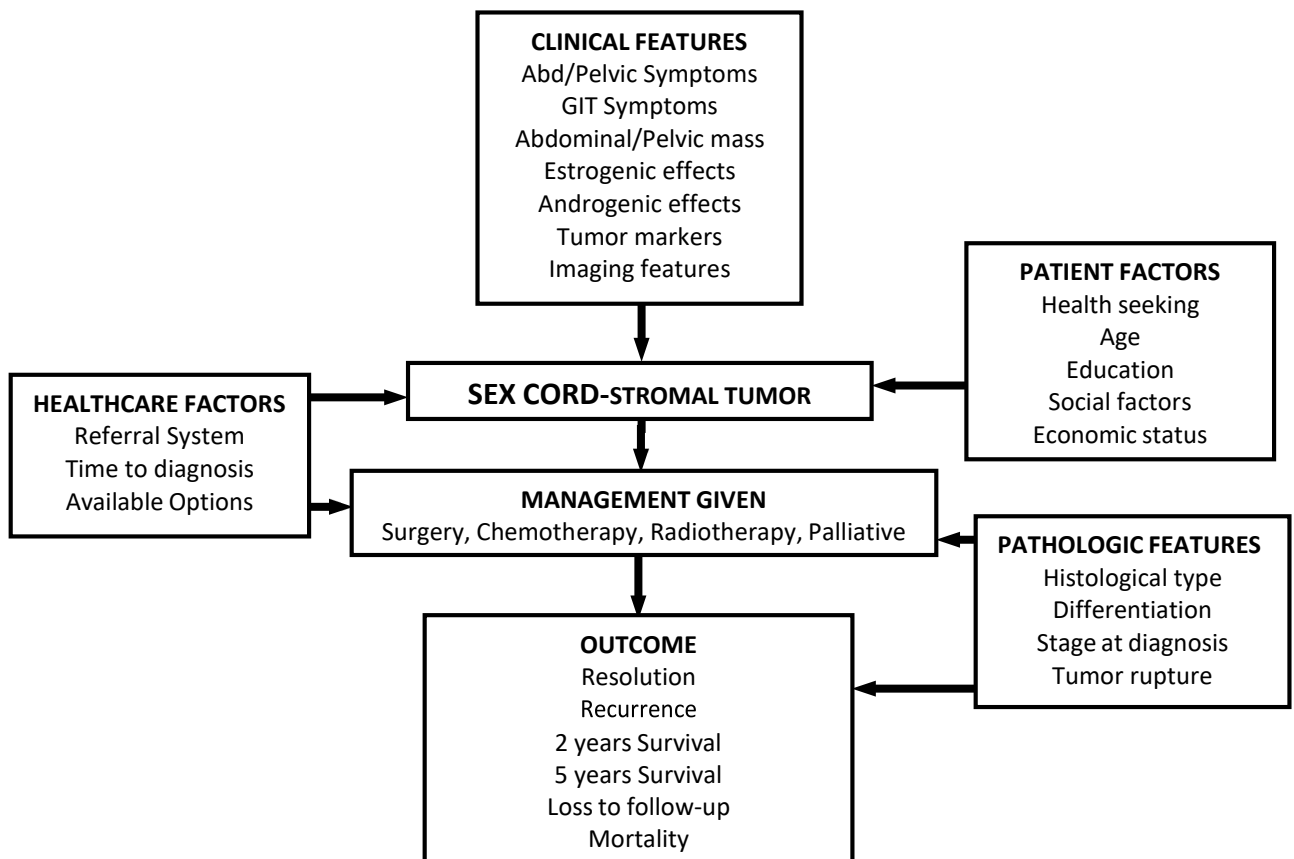 CLINICAL FEATURES
Abd/Pelvic Symptoms
GIT Symptoms
Abdominal/Pelvic mass
Estrogenic effects
Androgenic effects
Tumor markers
Imaging features
PATIENT FACTORS
Health seeking
Age
Education
Social factors
Economic status
SEX CORD-STROMAL TUMOR
HEALTHCARE FACTORS
Referral System
Time to diagnosis
Available Options
MANAGEMENT GIVEN
Surgery, Chemotherapy, Radiotherapy, Palliative
PATHOLOGIC FEATURES
Histological type
Differentiation
Stage at diagnosis
Tumor rupture
OUTCOME
Resolution
Recurrence
2 years Survival
5 years Survival
Loss to follow-up
Mortality